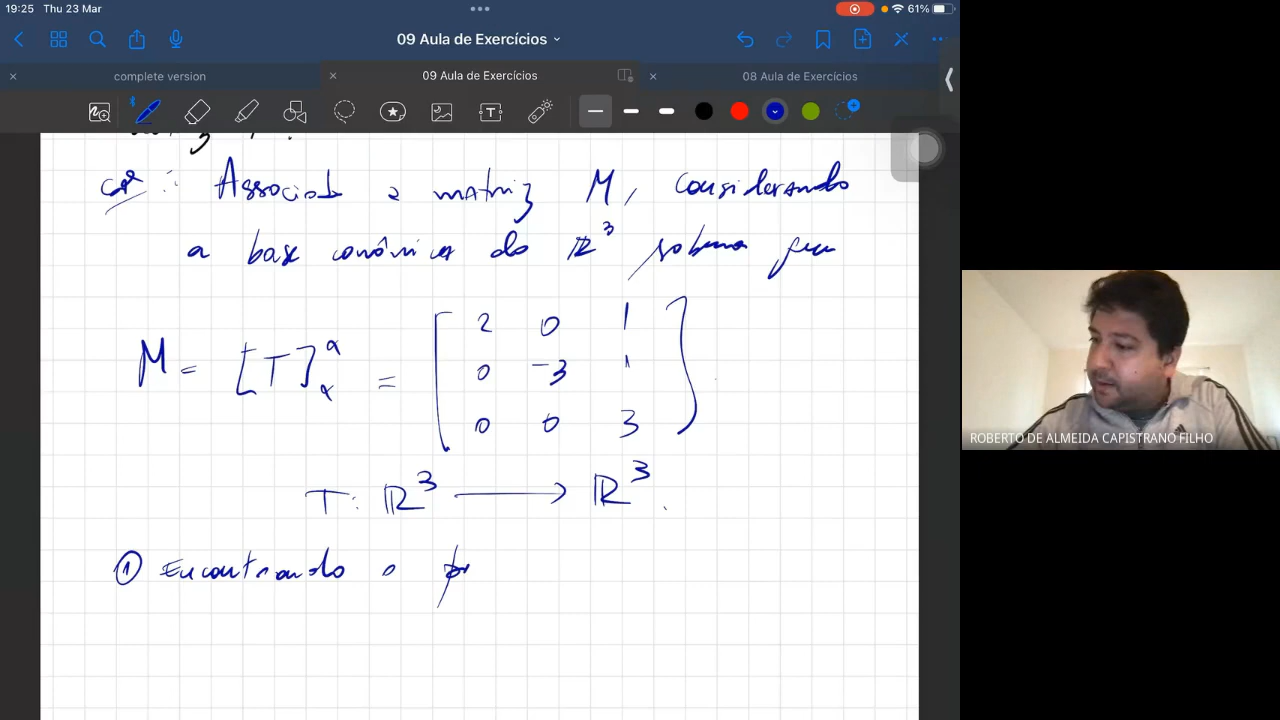 19:25 Thu 23 Mar
61%
09 Aula de Exercícios
complete version
09 Aula de Exercícios
08 Aula de Exercícios
Associada a matriz M, considerando
a base canônica do ℝ³ sabemos que
M = [T]^α_α = [ 2 0 1
0 -3 1
0 0 3 ]
T: ℝ³ → ℝ³.
① Encontrando o
ROBERTO DE ALMEIDA CAPISTRANO FILHO